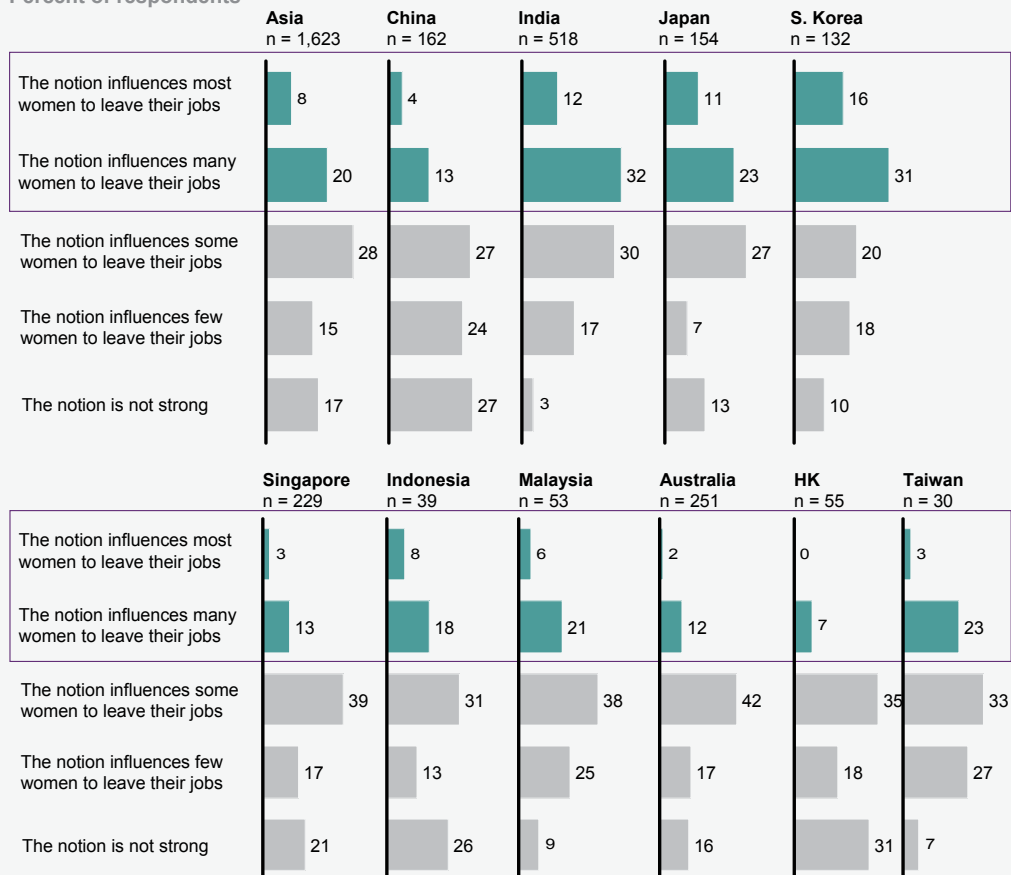 Percent of respondents
Asia China India Japan S. Korea
n = 1,623 n = 162 n = 518 n = 154 n = 132
The notion influences most
women to leave their jobs
8 4 12 11 16
The notion influences many
women to leave their jobs
20 13 32 23 31
The notion influences some
women to leave their jobs
28 27 30 27 20
The notion influences few
women to leave their jobs
15 24 17 7 18
The notion is not strong
17 27 3 13 10
Singapore Indonesia Malaysia Australia HK Taiwan
n = 229 n = 39 n = 53 n = 251 n = 55 n = 30
The notion influences most
women to leave their jobs
3 8 6 2 0 3
The notion influences many
women to leave their jobs
13 18 21 12 7 23
The notion influences some
women to leave their jobs
39 31 38 42 35 33
The notion influences few
women to leave their jobs
17 13 25 17 18 27
The notion is not strong
21 26 9 16 31 7